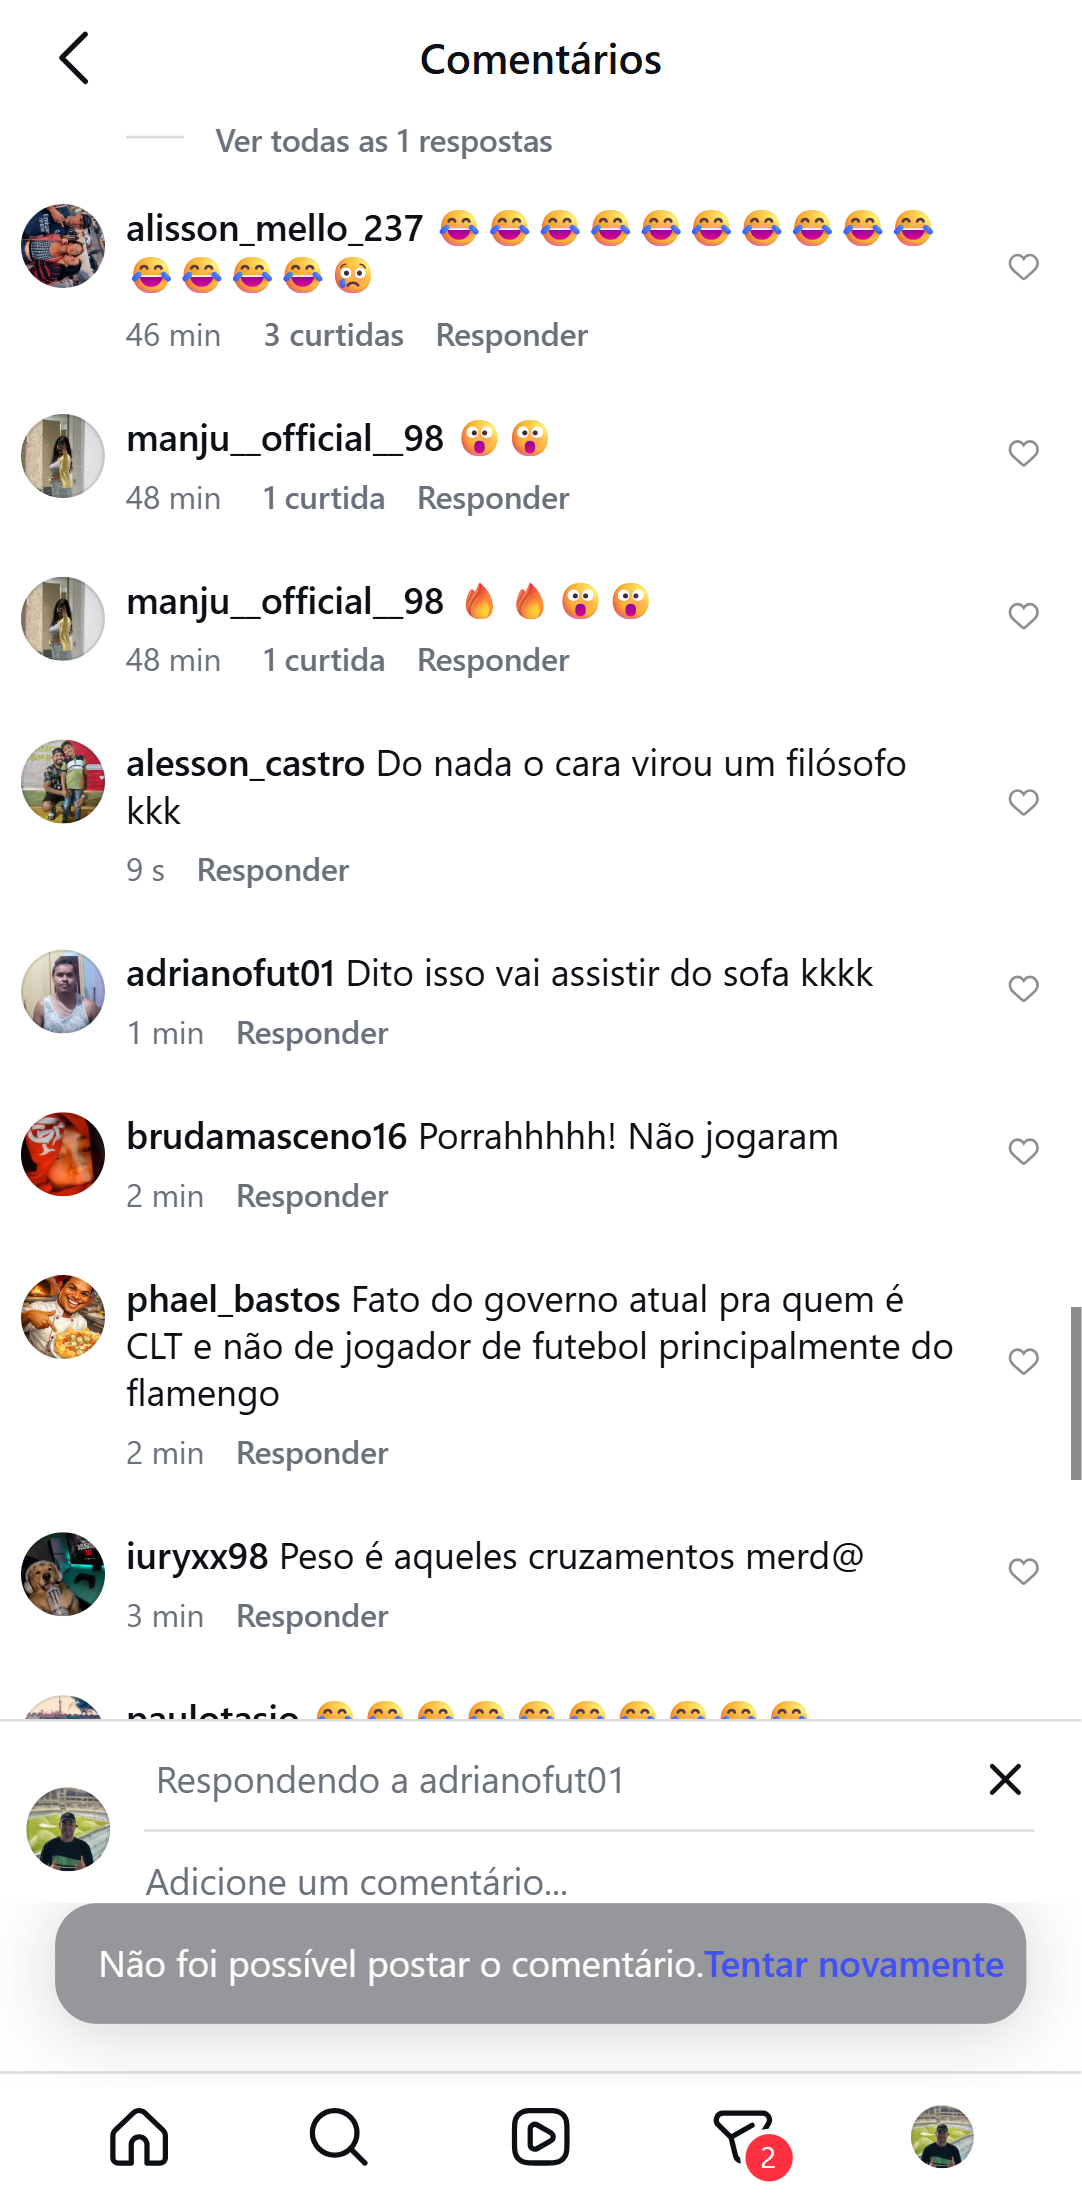 Comentários
Ver todas as 1 respostas
alisson_mello_237 😂😂😂😂😂😂😂😂😂😂
😂😂😂😂😢
46 min 3 curtidas Responder
manju__official__98 😲😲
48 min 1 curtida Responder
manju__official__98 🔥🔥😲😲
48 min 1 curtida Responder
alesson_castro Do nada o cara virou um filósofo
kkk
9 s Responder
adrianofut01 Dito isso vai assistir do sofa kkkk
1 min Responder
brudamasceno16 Porrahhhhh! Não jogaram
2 min Responder
phael_bastos Fato do governo atual pra quem é
CLT e não de jogador de futebol principalmente do
flamengo
2 min Responder
iuryxx98 Peso é aqueles cruzamentos merd@
3 min Responder
paulotasio 😂😂😂😂😂😂😂😂😂😂
Respondendo a adrianofut01
Adicione um comentário...
Não foi possível postar o comentário.Tentar novamente
2